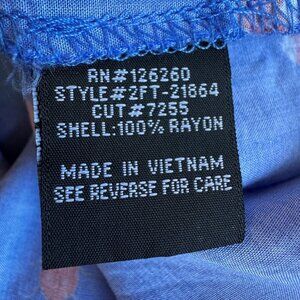 RN#126260
STYLE#2FT-21864
CUT#7255
SHELL:100% RAYON
MADE IN VIETNAM
SEE REVERSE FOR CARE